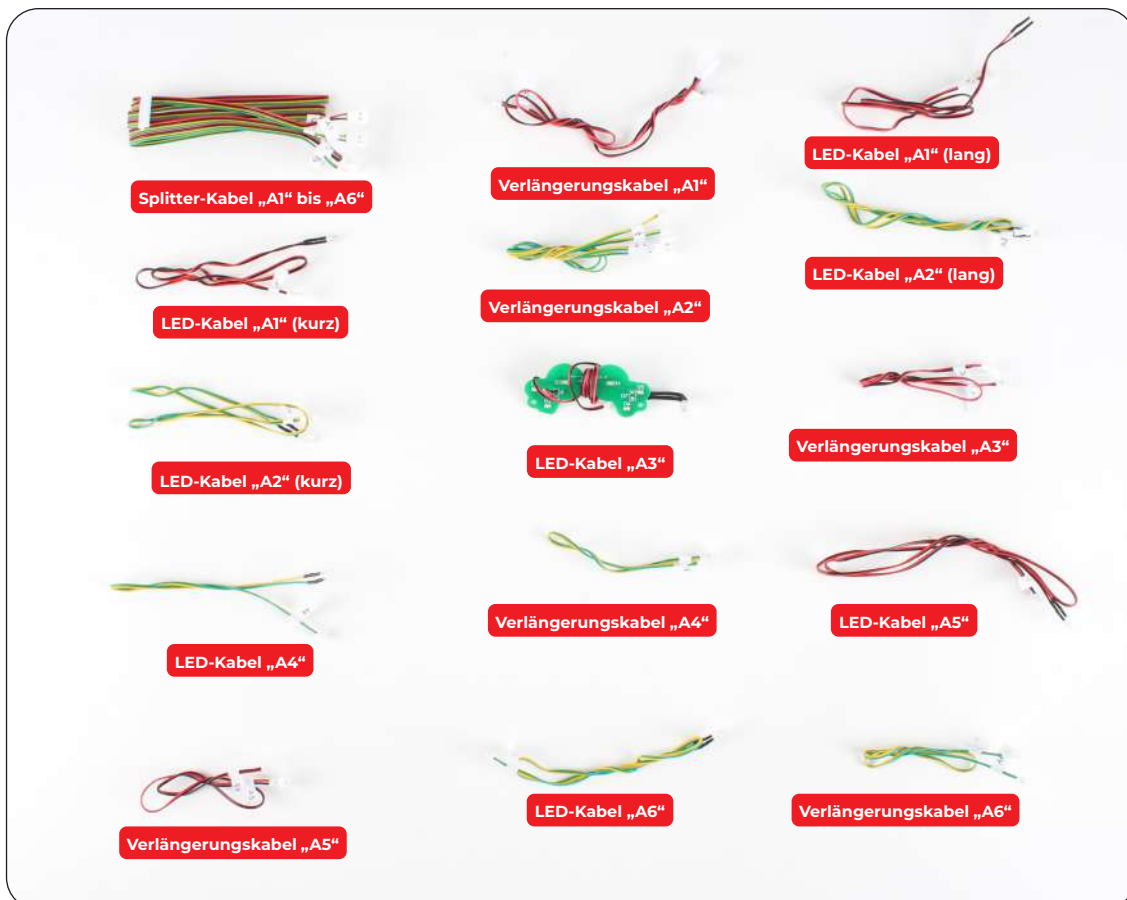 Splitter-Kabel „A1“ bis „A6“
Verlängerungskabel „A1“
LED-Kabel „A1“ (lang)
LED-Kabel „A1“ (kurz)
Verlängerungskabel „A2“
LED-Kabel „A2“ (lang)
LED-Kabel „A2“ (kurz)
LED-Kabel „A3“
Verlängerungskabel „A3“
LED-Kabel „A4“
Verlängerungskabel „A4“
LED-Kabel „A5“
Verlängerungskabel „A5“
LED-Kabel „A6“
Verlängerungskabel „A6“